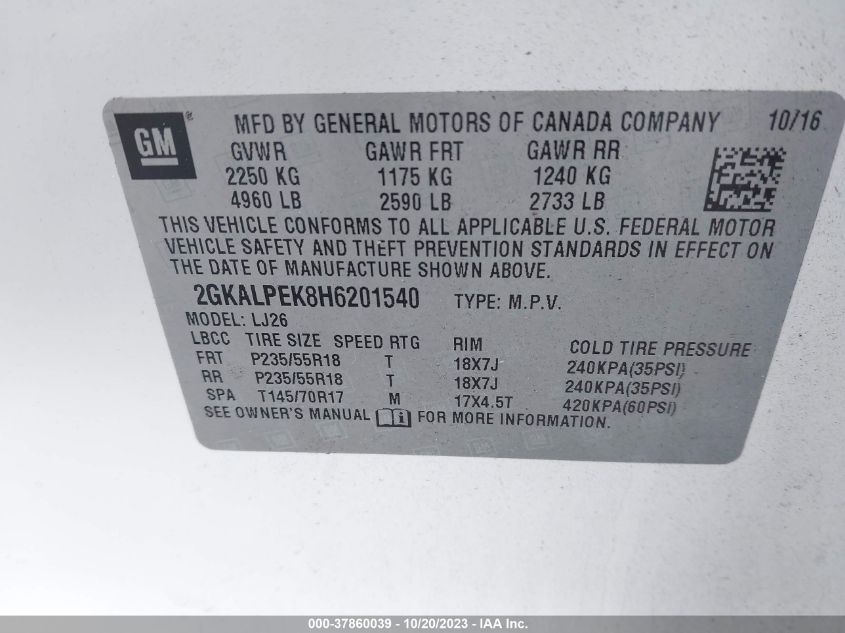 GM® MFD BY GENERAL MOTORS OF CANADA COMPANY 10/16
GVWR GAWR FRT GAWR RR
2250 KG 1175 KG 1240 KG
4960 LB 2590 LB 2733 LB
THIS VEHICLE CONFORMS TO ALL APPLICABLE U.S. FEDERAL MOTOR
VEHICLE SAFETY AND THEFT PREVENTION STANDARDS IN EFFECT ON
THE DATE OF MANUFACTURE SHOWN ABOVE.
2GKALPEK8H6201540 TYPE: M.P.V.
MODEL: LJ26
LBCC TIRE SIZE SPEED RTG RIM COLD TIRE PRESSURE
FRT P235/55R18 T 18X7J 240KPA(35PSI)
RR P235/55R18 T 18X7J 240KPA(35PSI)
SPA T145/70R17 M 17X4.5T 420KPA(60PSI)
SEE OWNER'S MANUAL i FOR MORE INFORMATION.
000-37860039 - 10/20/2023 - IAA Inc.